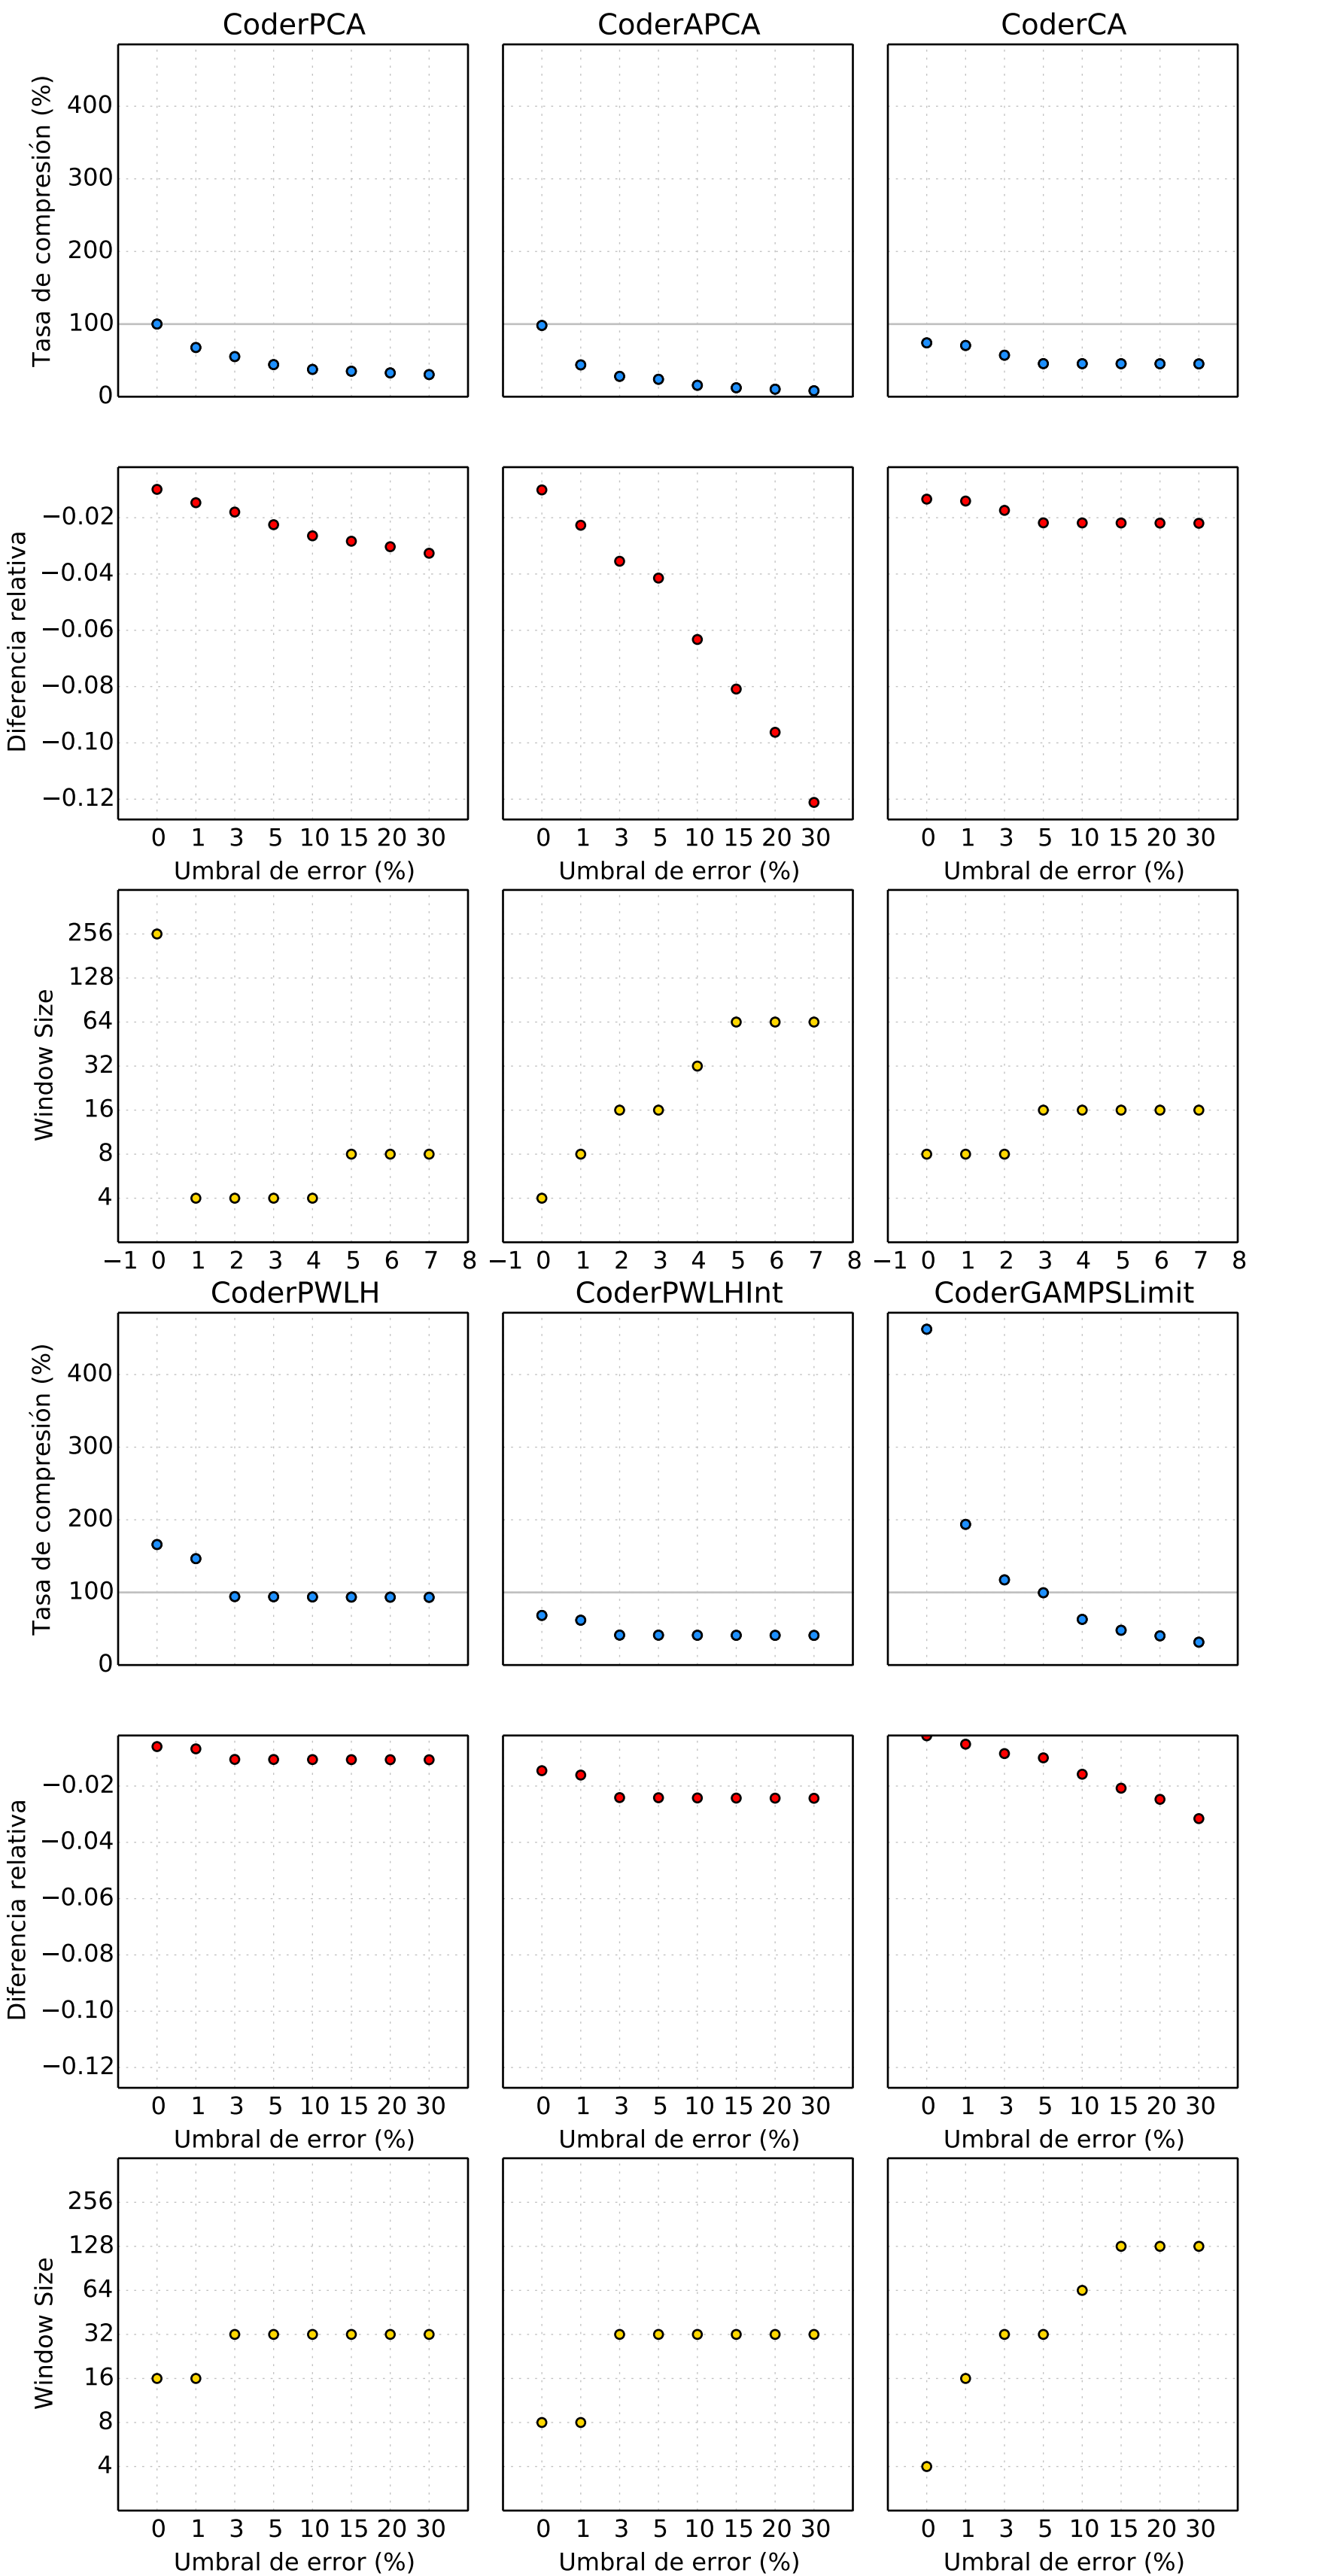 CoderPCA CoderAPCA CoderCA
Tasa de compresión (%)
400
300
200
100
0
Diferencia relativa
−0.02
−0.04
−0.06
−0.08
−0.10
−0.12
0 1 3 5 10 15 20 30 0 1 3 5 10 15 20 30 0 1 3 5 10 15 20 30
Umbral de error (%) Umbral de error (%) Umbral de error (%)
Window Size
256
128
64
32
16
8
4
−1 0 1 2 3 4 5 6 7 8 −1 0 1 2 3 4 5 6 7 8 −1 0 1 2 3 4 5 6 7 8
CoderPWLH CoderPWLHInt CoderGAMPSLimit
Tasa de compresión (%)
400
300
200
100
0
Diferencia relativa
−0.02
−0.04
−0.06
−0.08
−0.10
−0.12
0 1 3 5 10 15 20 30 0 1 3 5 10 15 20 30 0 1 3 5 10 15 20 30
Umbral de error (%) Umbral de error (%) Umbral de error (%)
Window Size
256
128
64
32
16
8
4
0 1 3 5 10 15 20 30 0 1 3 5 10 15 20 30 0 1 3 5 10 15 20 30
Umbral de error (%) Umbral de error (%) Umbral de error (%)